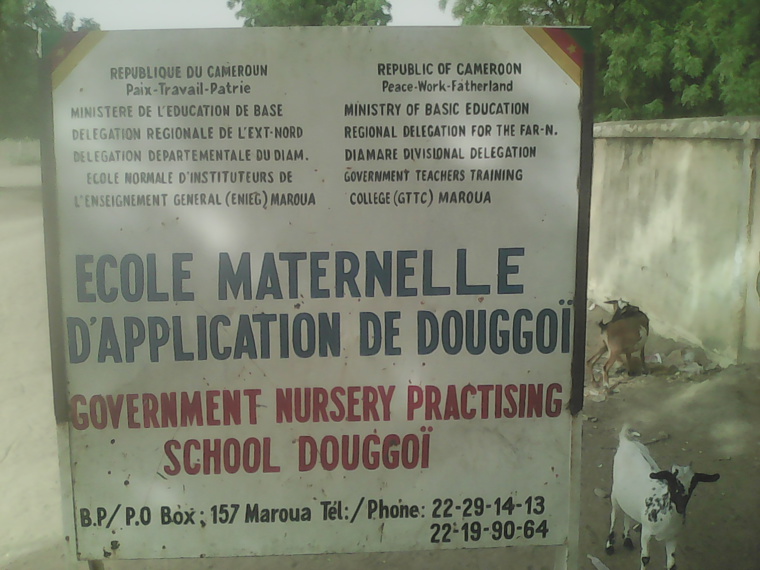 REPUBLIQUE DU CAMEROUN
Paix-Travail-Patrie
MINISTERE DE L'EDUCATION DE BASE
DELEGATION REGIONALE DE L'EXT-NORD
DELEGATION DEPARTEMENTALE DU DIAM.
ECOLE NORMALE D'INSTITUTEURS DE
L'ENSEIGNEMENT GENERAL (ENIEG) MAROUA
REPUBLIC OF CAMEROON
Peace-Work-Fatherland
MINISTRY OF BASIC EDUCATION
REGIONAL DELEGATION FOR THE FAR-N.
DIAMARE DIVISIONAL DELEGATION
GOVERNMENT TEACHERS TRAINING
COLLEGE (GTTC) MAROUA
ECOLE MATERNELLE
D'APPLICATION DE DOUGGOÏ
GOVERNMENT NURSERY PRACTISING
SCHOOL DOUGGOÏ
B.P/ P.O Box: 157 Maroua Tél:/Phone: 22-29-14-13
22-19-90-64